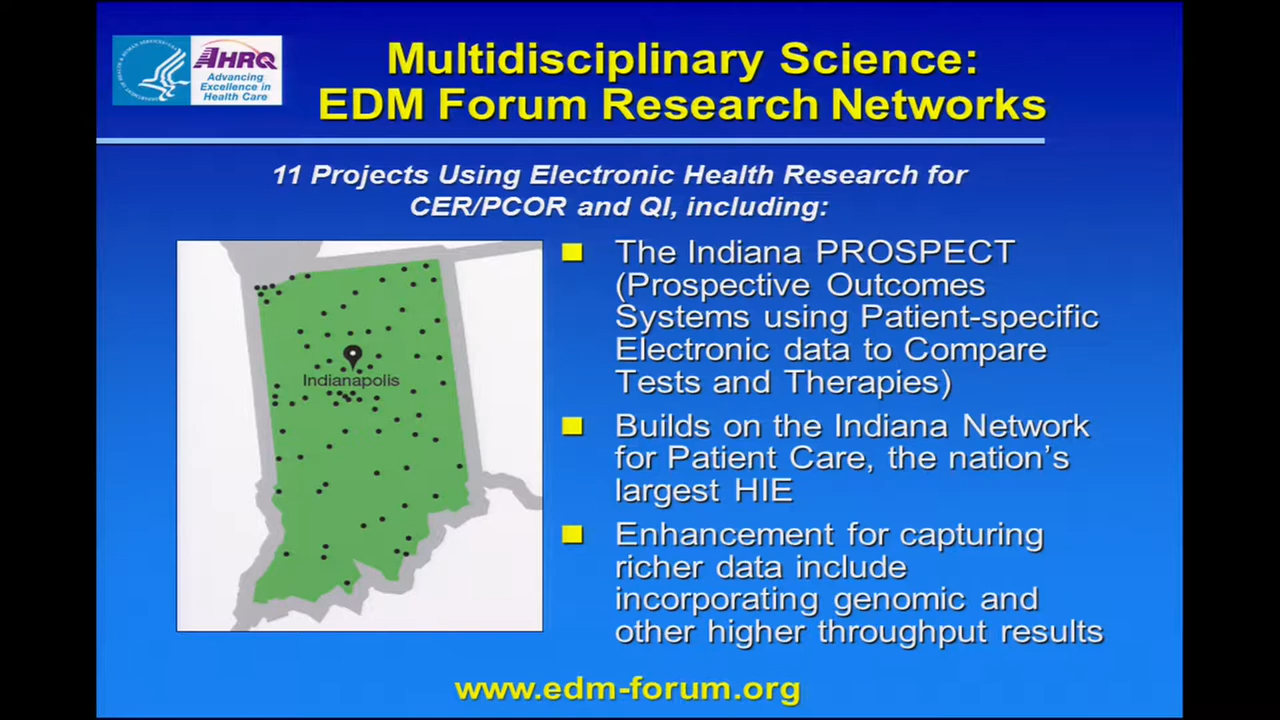 AHRQ
Advancing
Excellence in
Health Care
Multidisciplinary Science:
EDM Forum Research Networks
11 Projects Using Electronic Health Research for
CER/PCOR and QI, including:
Indianapolis
The Indiana PROSPECT
(Prospective Outcomes
Systems using Patient-specific
Electronic data to Compare
Tests and Therapies)
Builds on the Indiana Network
for Patient Care, the nation's
largest HIE
Enhancement for capturing
richer data include
incorporating genomic and
other higher throughput results
www.edm-forum.org